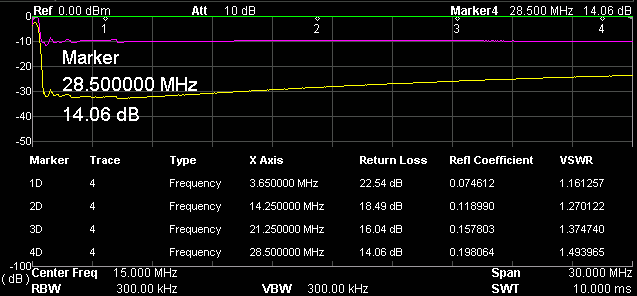 Ref 0.00 dBm Att 10 dB Marker4 28.500 MHz 14.06 dB
0
-10
-20
-30
-40
-50
1 2 3 4
Marker
28.500000 MHz
14.06 dB
Marker Trace Type X Axis Return Loss Refl Coefficient VSWR
1D 4 Frequency 3.650000 MHz 22.54 dB 0.074612 1.161257
2D 4 Frequency 14.250000 MHz 18.49 dB 0.118990 1.270122
3D 4 Frequency 21.250000 MHz 16.04 dB 0.157803 1.374740
4D 4 Frequency 28.500000 MHz 14.06 dB 0.198064 1.493965
-100
(dB)
Center Freq 15.000 MHz Span 30.000 MHz
RBW 300.00 kHz VBW 300.00 kHz SWT 10.000 ms